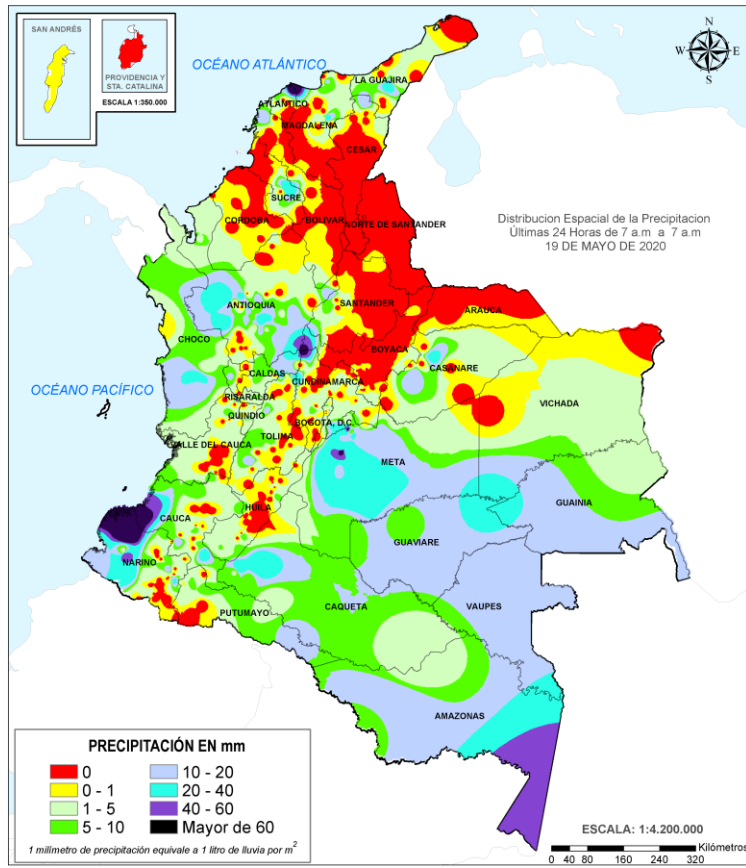 SAN ANDRÉS
PROVIDENCIA Y
STA. CATALINA
ESCALA 1:350.000
OCÉANO ATLÁNTICO
N
W
E
S
LA GUAJIRA
ATLANTICO
MAGDALENA
CESAR
SUCRE
CORDOBA
BOLIVAR
NORTE DE SANTANDER
Distribucion Espacial de la Precipitacion
Últimas 24 Horas de 7 a.m a 7 a.m
19 DE MAYO DE 2020
ANTIOQUIA
SANTANDER
ARAUCA
CHOCO
BOYACA
CASANARE
CALDAS
CUNDINAMARCA
OCÉANO PACÍFICO
RISARALDA
VICHADA
QUINDIO
BOGOTA, D.C.
TOLIMA
VALLE DEL CAUCA
META
GUAINIA
HUILA
CAUCA
GUAVIARE
NARIÑO
CAQUETA
VAUPES
PUTUMAYO
AMAZONAS
PRECIPITACIÓN EN mm
0
10 - 20
0 - 1
20 - 40
1 - 5
40 - 60
5 - 10
Mayor de 60
1 milímetro de precipitación equivale a 1 litro de lluvia por m²
ESCALA: 1:4.200.000
Kilómetros
0 40 80 160 240 320